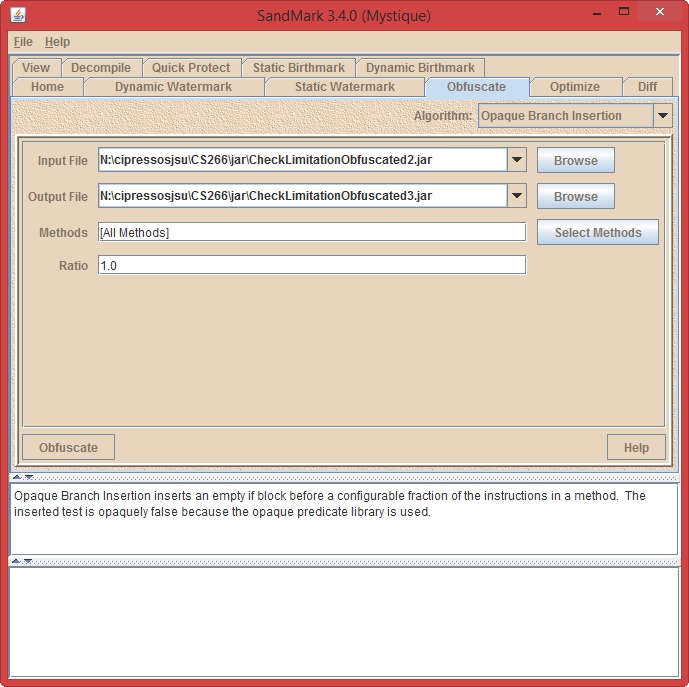 SandMark 3.4.0 (Mystique)
File Help
View Decompile Quick Protect Static Birthmark Dynamic Birthmark
Home Dynamic Watermark Static Watermark Obfuscate Optimize Diff
Algorithm: Opaque Branch Insertion
Input File N:\cipressosjsu\CS266\jar\CheckLimitationObfuscated2.jar Browse
Output File N:\cipressosjsu\CS266\jar\CheckLimitationObfuscated3.jar Browse
Methods [All Methods] Select Methods
Ratio 1.0
Obfuscate Help
Opaque Branch Insertion inserts an empty if block before a configurable fraction of the instructions in a method. The
inserted test is opaquely false because the opaque predicate library is used.